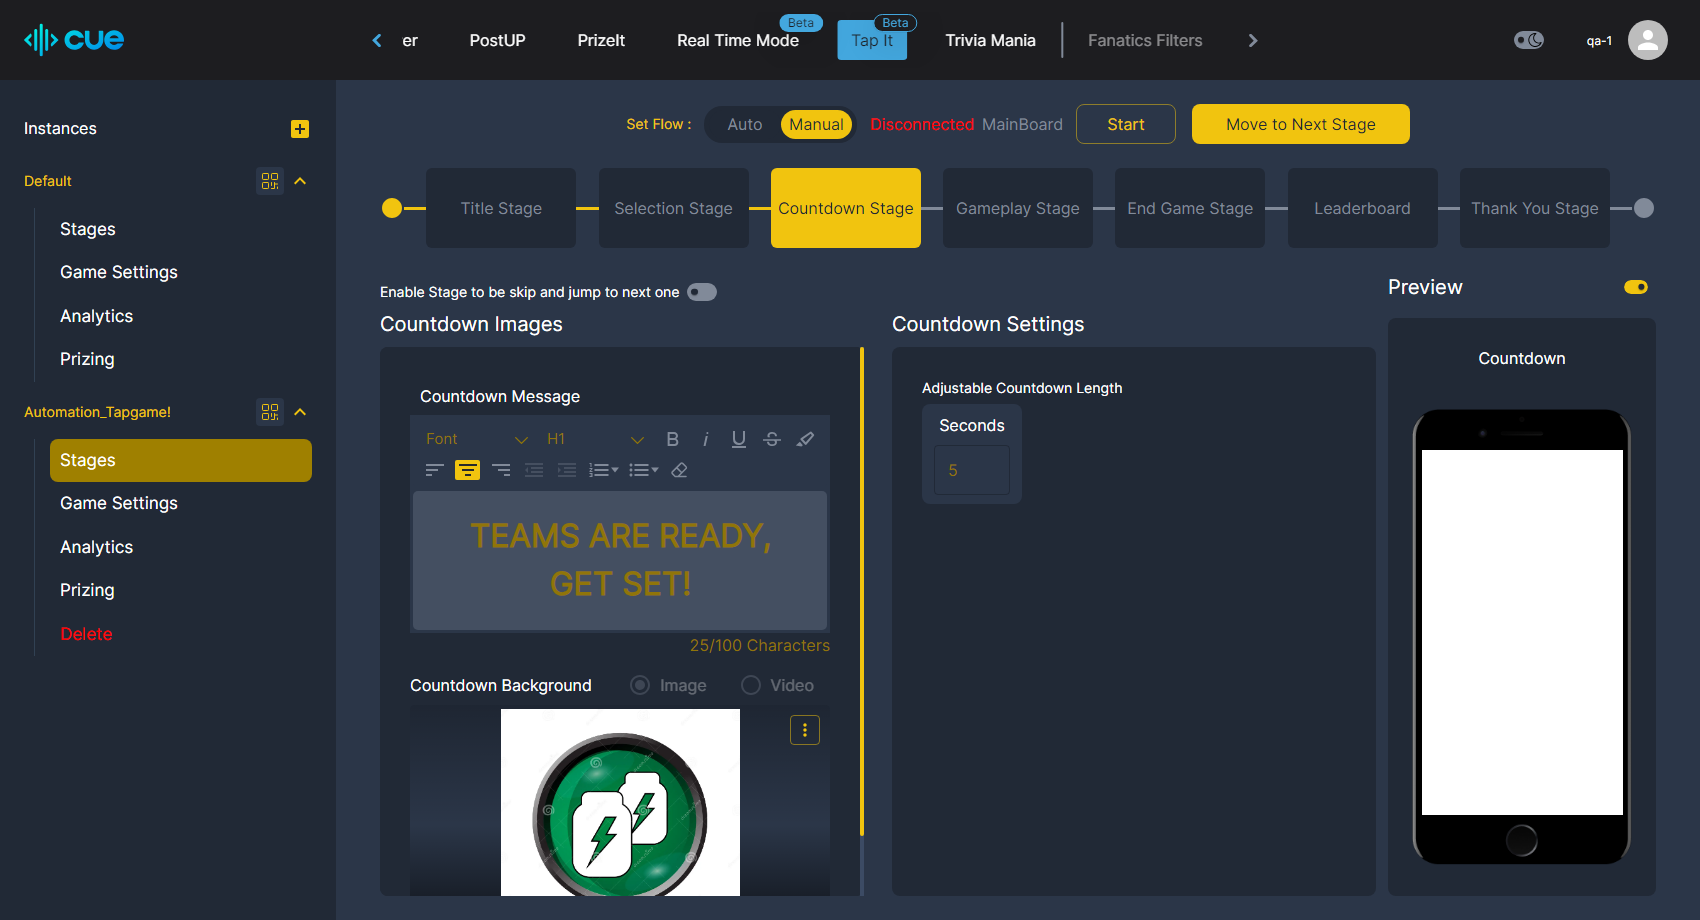 cue
er
PostUP
PrizeIt
Real Time Mode
Beta
Tap It
Beta
Trivia Mania
Fanatics Filters
qa-1
Instances
Default
Stages
Game Settings
Analytics
Prizing
Automation_Tapgame!
Stages
Game Settings
Analytics
Prizing
Delete
Set Flow :
Auto
Manual
Disconnected MainBoard
Start
Move to Next Stage
Title Stage
Selection Stage
Countdown Stage
Gameplay Stage
End Game Stage
Leaderboard
Thank You Stage
Enable Stage to be skip and jump to next one
Countdown Images
Countdown Message
Font
H1
B
i
U
S
TEAMS ARE READY,
GET SET!
25/100 Characters
Countdown Background
Image
Video
Countdown Settings
Adjustable Countdown Length
Seconds
5
Preview
Countdown